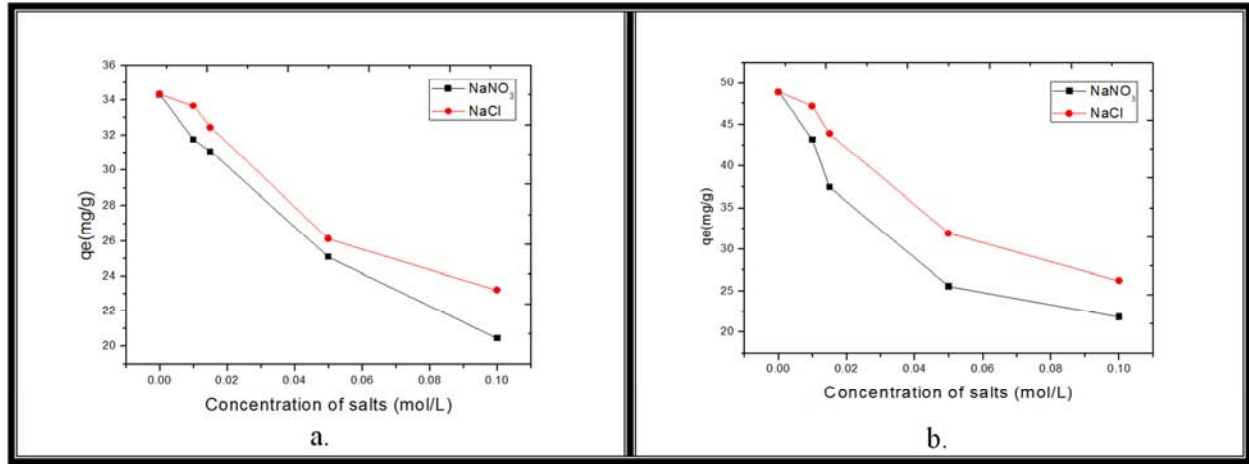 36
34
32
30
28
26
24
22
20
qe(mg/g)
NaNO3
NaCl
0.00 0.02 0.04 0.06 0.08 0.10
Concentration of salts (mol/L)
a.
50
45
40
35
30
25
20
qe(mg/g)
NaNO3
NaCl
0.00 0.02 0.04 0.06 0.08 0.10
Concentration of salts (mol/L)
b.